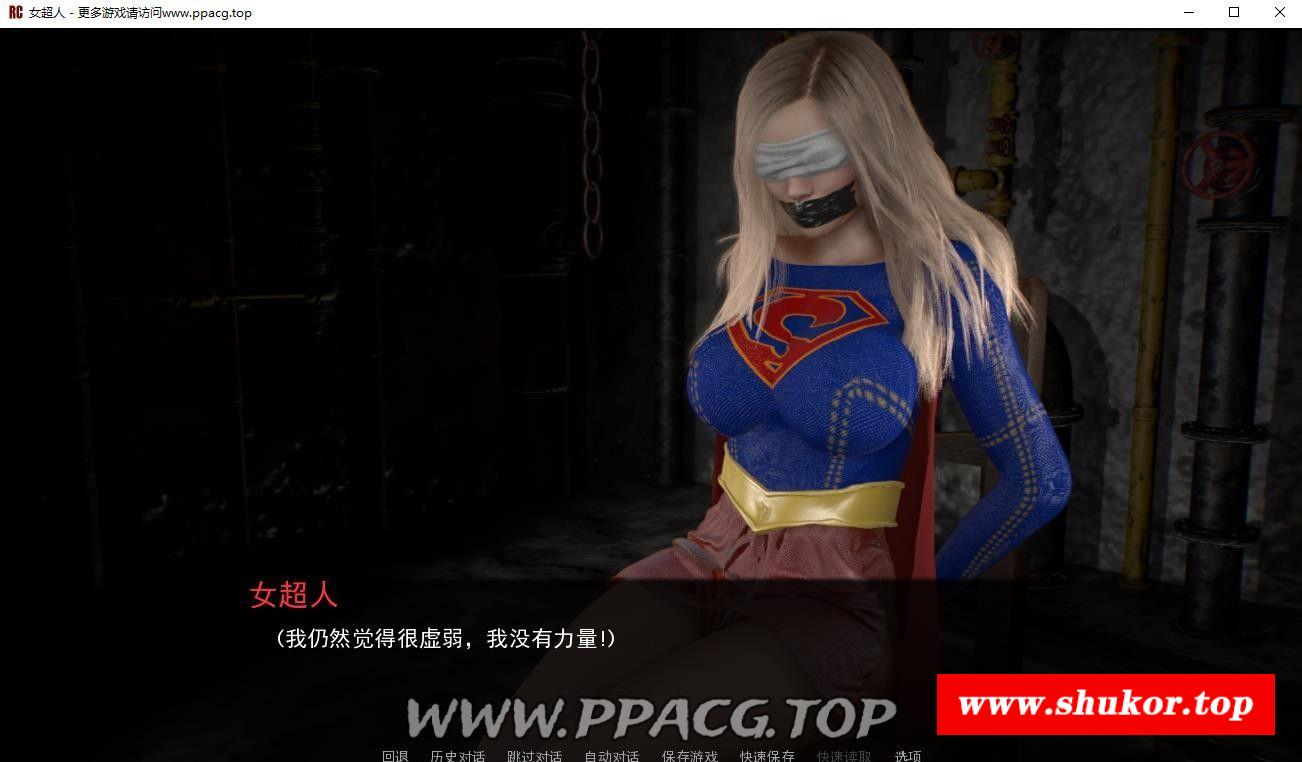 RC 女超人 - 更多游戏请访问www.ppacg.top
女超人
(我仍然觉得很虚弱，我没有力量!)
www.shukor.top
WWW.PPACG.TOP
回退 历史对话 跳过对话 自动对话 保存游戏 快速保存 快速读取 选项